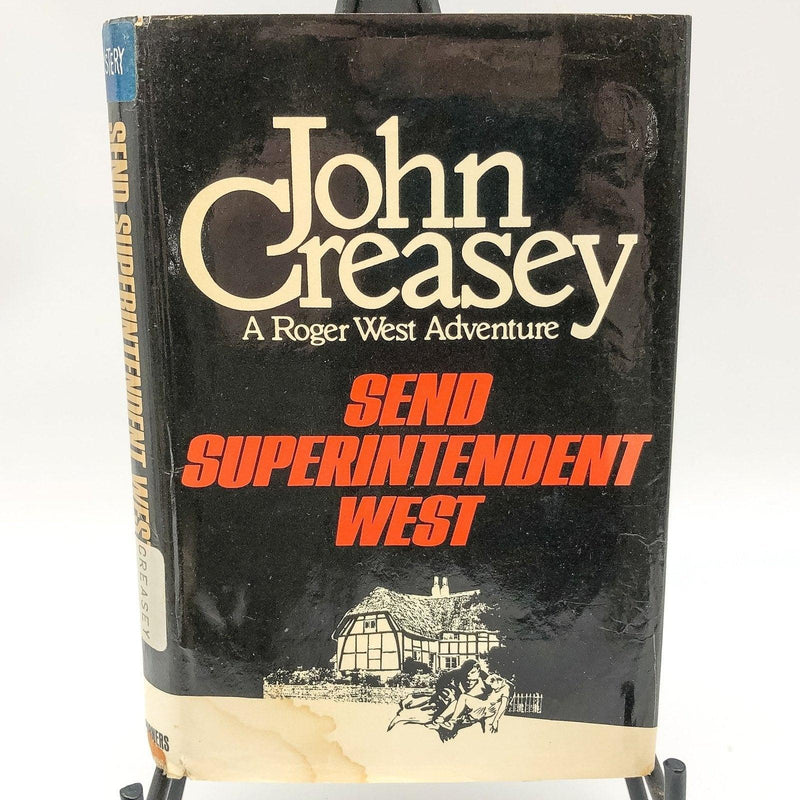 John
Creasey
A Roger West Adventure
SEND
SUPERINTENDENT
WEST
SEND SUPERINTENDENT WES
CREASEY